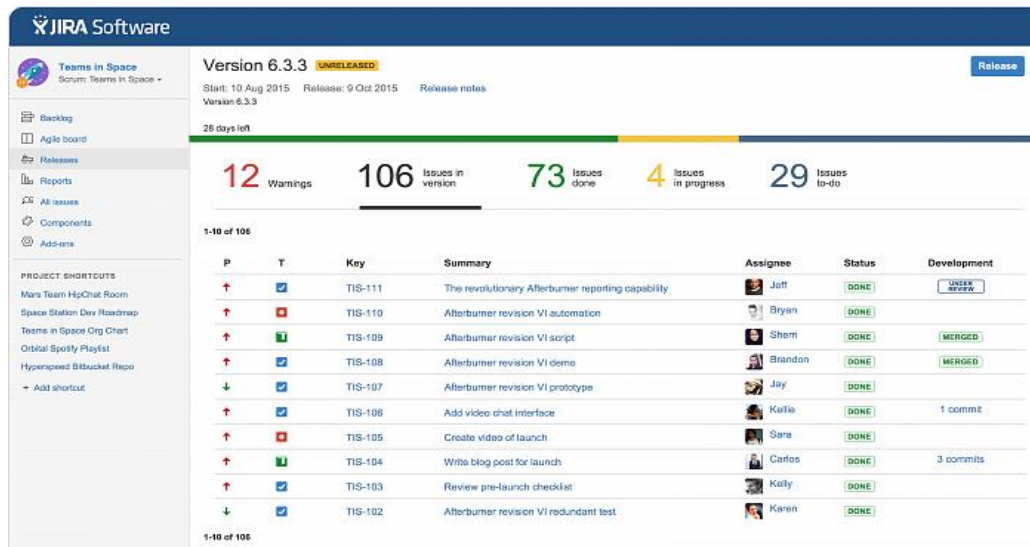 JIRA Software
Teams in Space
Scrum: Teams in Space
Backlog
Agile board
Releases
Reports
All issues
Components
Add-ons
PROJECT SHORTCUTS
Mars Team HipChat Room
Space Station Dev Roadmap
Teams in Space Org Chart
Orbital Spotify Playlist
Hyperspeed Bitbucket Repo
+ Add shortcut
Version 6.3.3 UNRELEASED
Release
Start: 10 Aug 2015 Release: 9 Oct 2015 Release notes
Version 6.3.3
28 days left
12 Warnings 106 Issues in version 73 Issues done 4 Issues in progress 29 Issues to-do
1-10 of 106
P T Key Summary Assignee Status Development
TIS-111 The revolutionary Afterburner reporting capability Jeff DONE UNDER REVIEW
TIS-110 Afterburner revision VI automation Bryan DONE
TIS-109 Afterburner revision VI script Sherri DONE MERGED
TIS-108 Afterburner revision VI demo Brandon DONE MERGED
TIS-107 Afterburner revision VI prototype Jay DONE
TIS-106 Add video chat interface Kellie DONE 1 commit
TIS-105 Create video of launch Sara DONE
TIS-104 Write blog post for launch Carlos DONE 3 commits
TIS-103 Review pre-launch checklist Kelly DONE
TIS-102 Afterburner revision VI redundant test Karen DONE
1-10 of 106